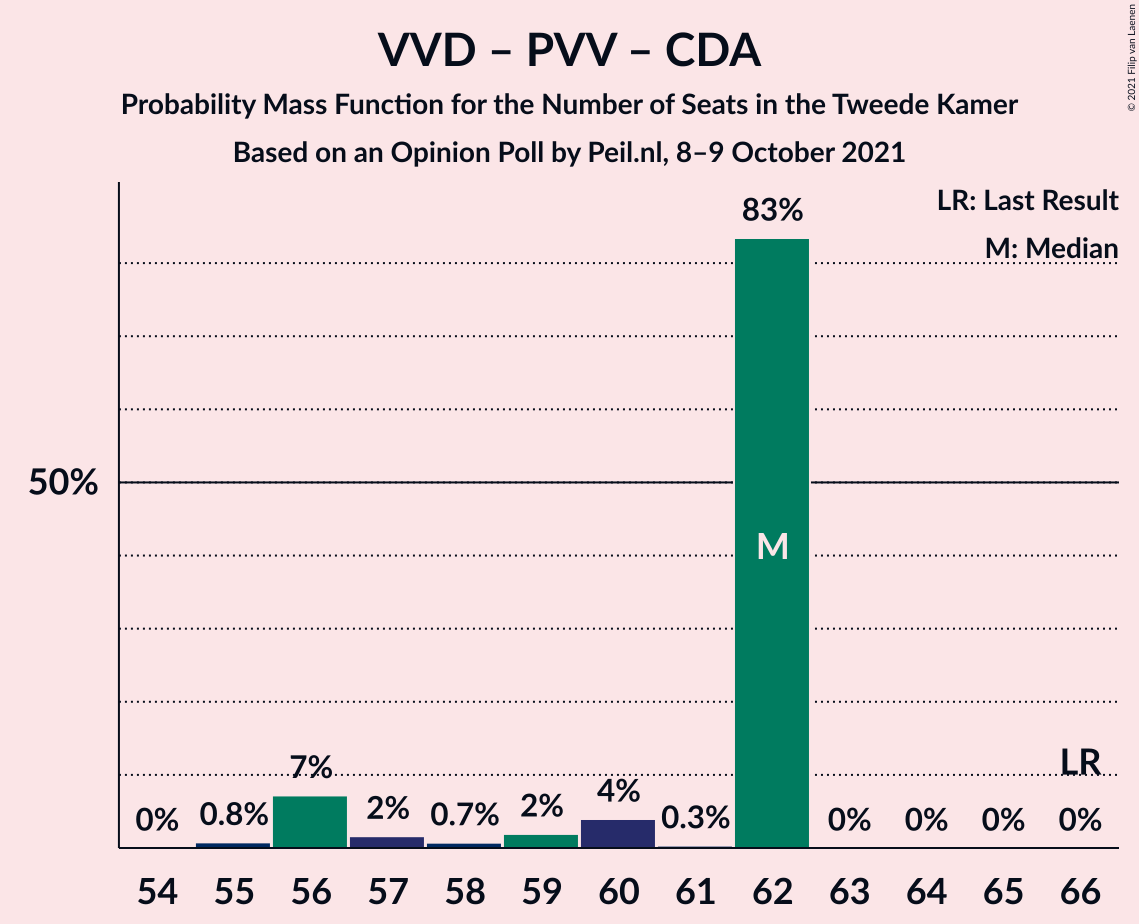 VVD – PVV – CDA
Probability Mass Function for the Number of Seats in the Tweede Kamer
Based on an Opinion Poll by Peil.nl, 8–9 October 2021
© 2021 Filip van Laenen
LR: Last Result
M: Median
83%
50%
M
LR
0% 0.8% 7% 2% 0.7% 2% 4% 0.3% 0% 0% 0% 0%
54 55 56 57 58 59 60 61 62 63 64 65 66